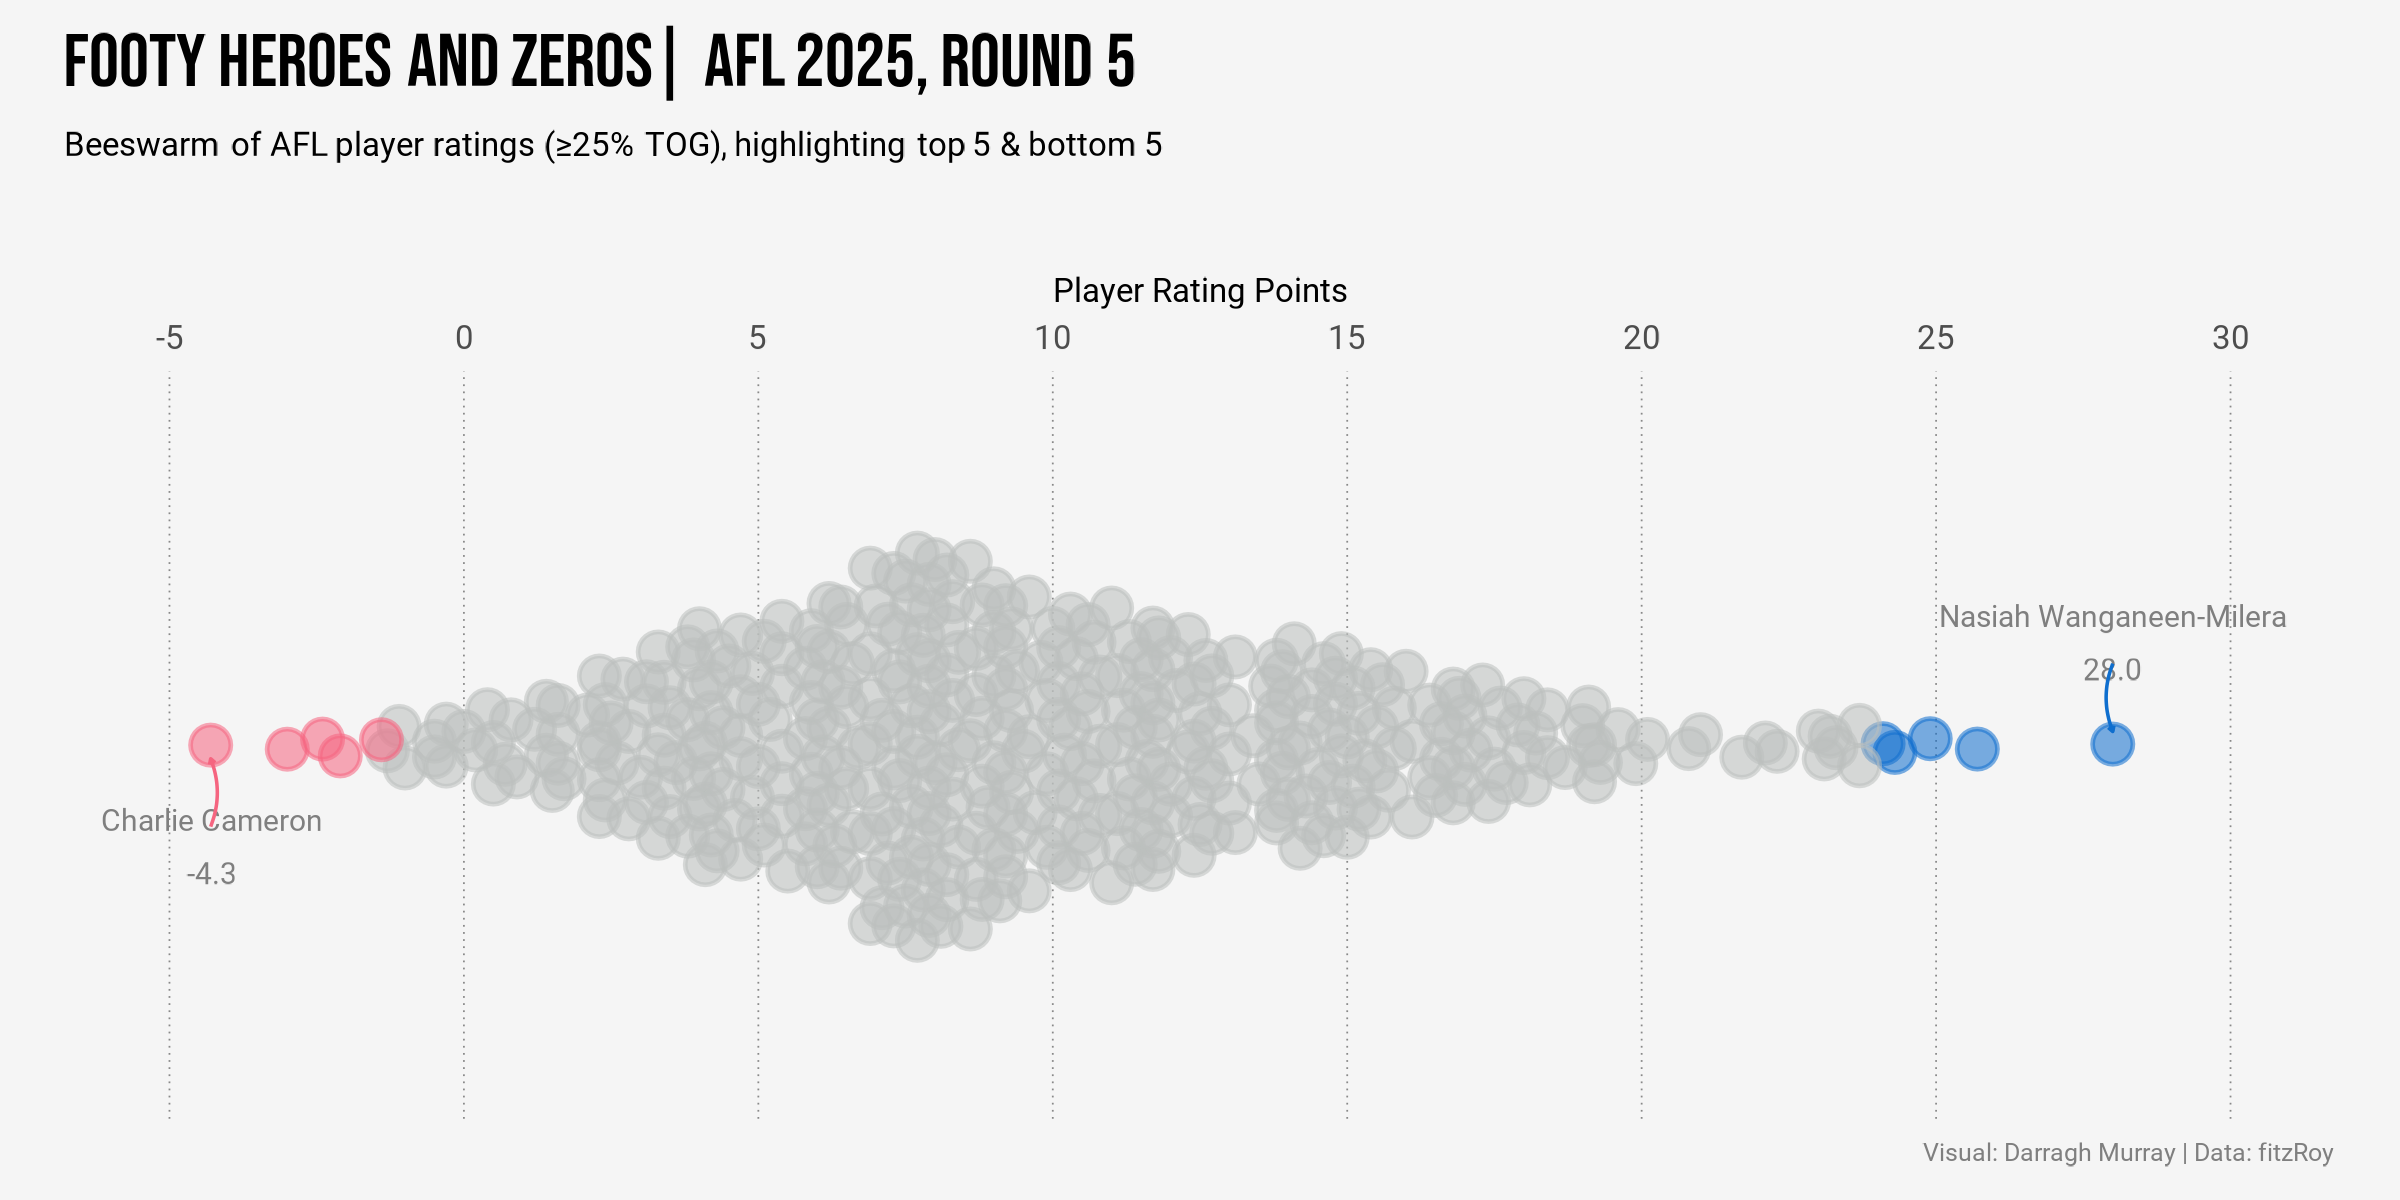 FOOTY HEROES AND ZEROS| AFL 2025, ROUND 5
Beeswarm of AFL player ratings (≥25% TOG), highlighting top 5 & bottom 5
Player Rating Points
-5 0 5 10 15 20 25 30
Nasiah Wanganeen-Milera
28.0
Charlie Cameron
-4.3
Visual: Darragh Murray | Data: fitzRoy